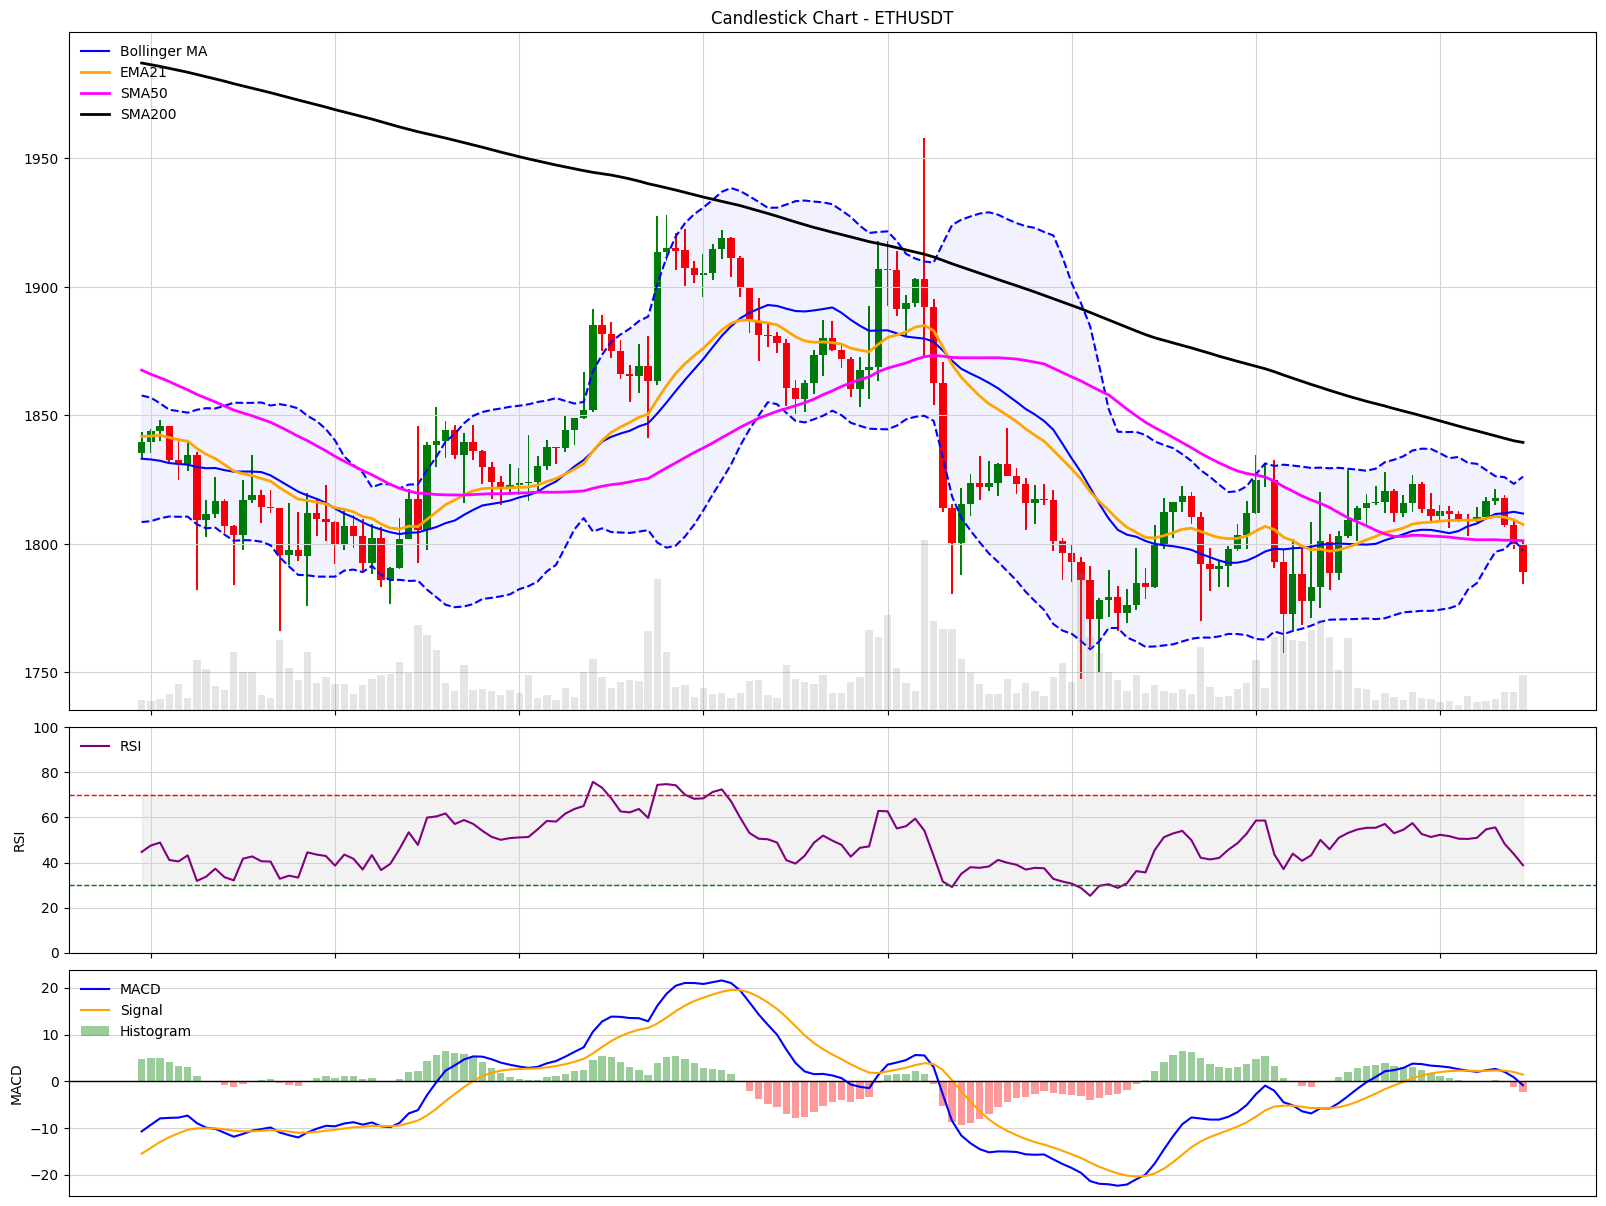 Candlestick Chart - ETHUSDT
Bollinger MA
EMA21
SMA50
SMA200
1950
1900
1850
1800
1750
100
80
60
40
20
0
RSI
RSI
20
10
0
−10
−20
MACD
MACD
Signal
Histogram